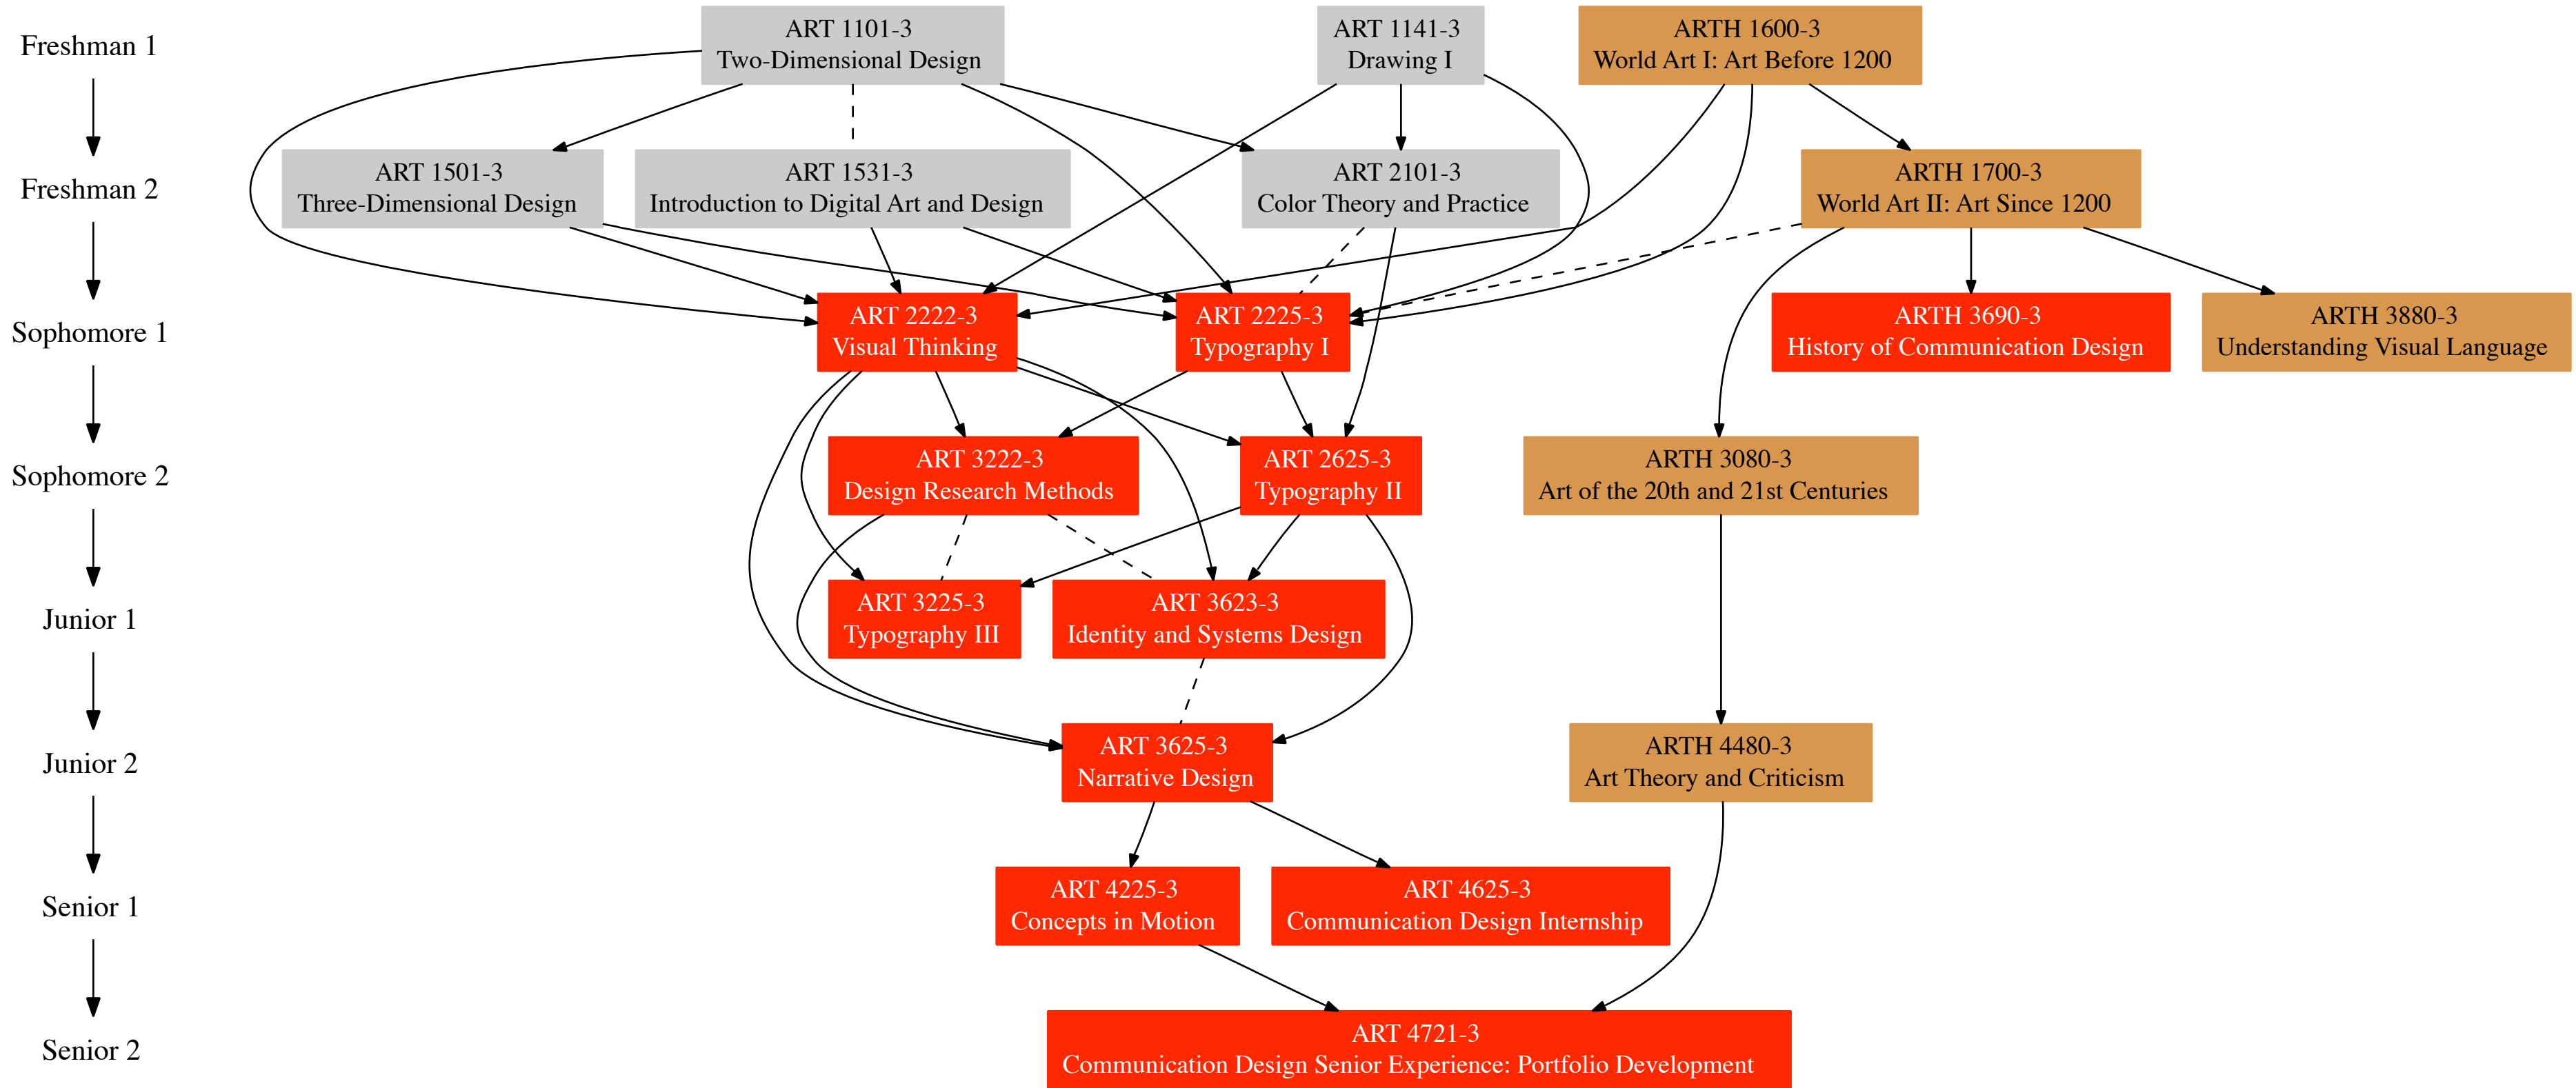 Freshman 1
ART 1101-3
Two-Dimensional Design
ART 1141-3
Drawing I
ARTH 1600-3
World Art I: Art Before 1200
Freshman 2
ART 1501-3
Three-Dimensional Design
ART 1531-3
Introduction to Digital Art and Design
ART 2101-3
Color Theory and Practice
ARTH 1700-3
World Art II: Art Since 1200
Sophomore 1
ART 2222-3
Visual Thinking
ART 2225-3
Typography I
ARTH 3690-3
History of Communication Design
ARTH 3880-3
Understanding Visual Language
Sophomore 2
ART 3222-3
Design Research Methods
ART 2625-3
Typography II
ARTH 3080-3
Art of the 20th and 21st Centuries
Junior 1
ART 3225-3
Typography III
ART 3623-3
Identity and Systems Design
Junior 2
ART 3625-3
Narrative Design
ARTH 4480-3
Art Theory and Criticism
Senior 1
ART 4225-3
Concepts in Motion
ART 4625-3
Communication Design Internship
Senior 2
ART 4721-3
Communication Design Senior Experience: Portfolio Development